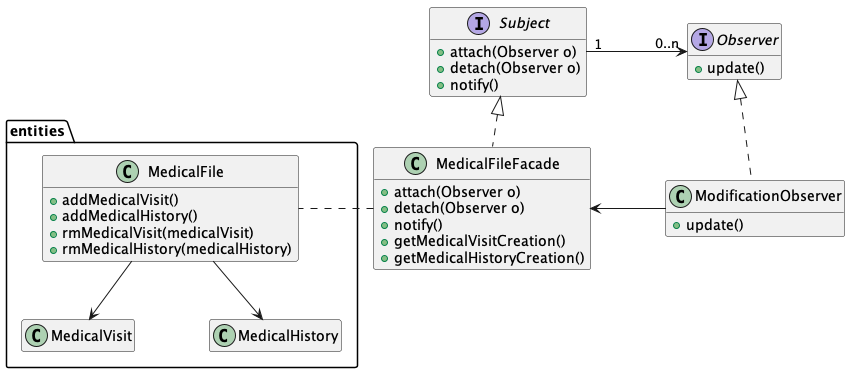 I Subject
attach(Observer o)
detach(Observer o)
notify()
1
0..n
I Observer
update()
entities
C MedicalFile
addMedicalVisit()
addMedicalHistory()
rmMedicalVisit(medicalVisit)
rmMedicalHistory(medicalHistory)
C MedicalFileFacade
attach(Observer o)
detach(Observer o)
notify()
getMedicalVisitCreation()
getMedicalHistoryCreation()
C ModificationObserver
update()
C MedicalVisit
C MedicalHistory